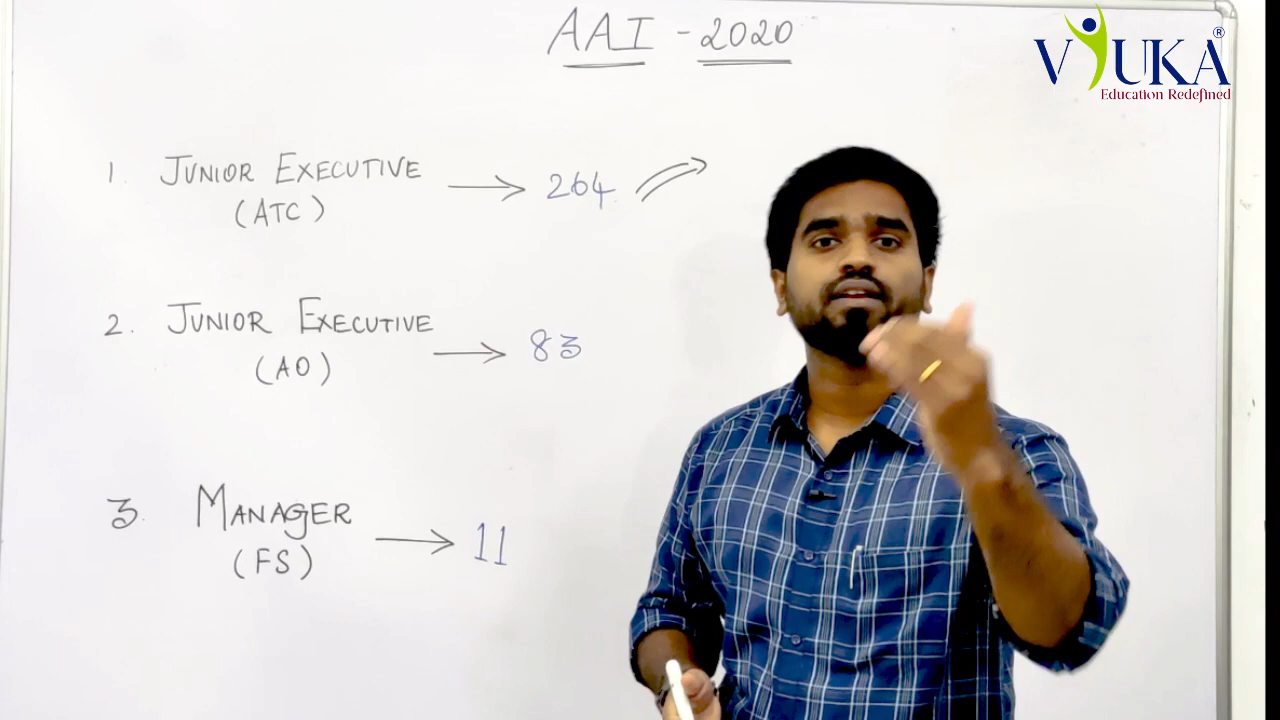 AAI - 2020
VYUKA®
Education Redefined
1. JUNIOR EXECUTIVE → 264
(ATC)
2. JUNIOR EXECUTIVE → 83
(AO)
3. MANAGER → 11
(FS)